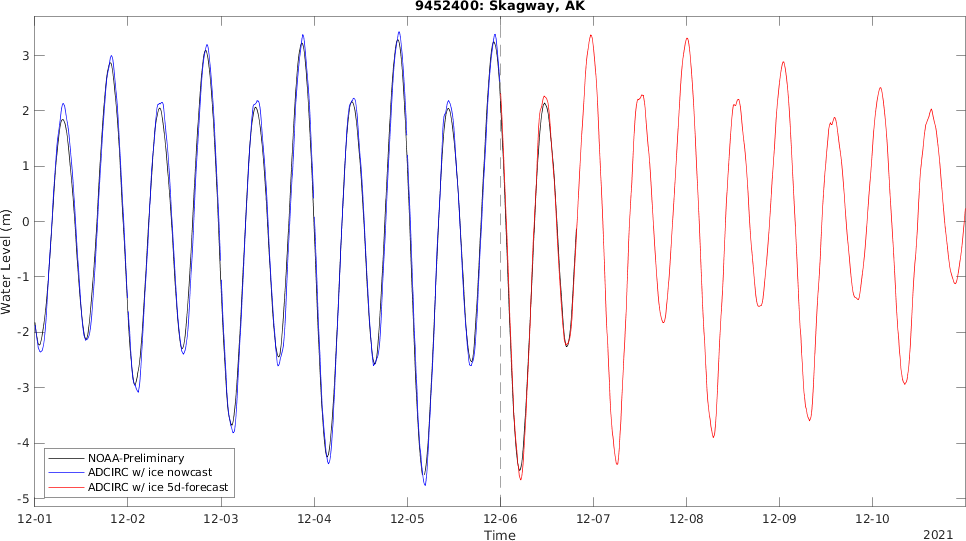 9452400: Skagway, AK
Water Level (m)
3
2
1
0
-1
-2
-3
-4
-5
NOAA-Preliminary
ADCIRC w/ ice nowcast
ADCIRC w/ ice 5d-forecast
12-01 12-02 12-03 12-04 12-05 12-06 12-07 12-08 12-09 12-10
Time
2021